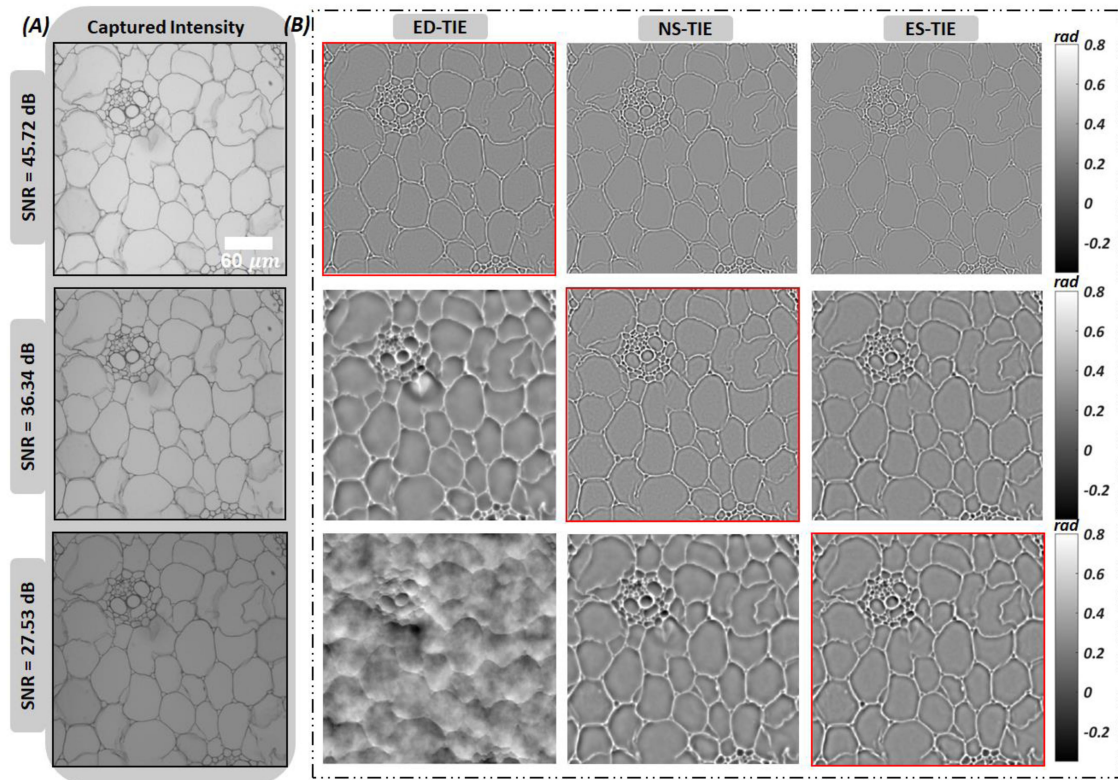 (A)
Captured Intensity
(B)
ED-TIE
NS-TIE
ES-TIE
SNR = 45.72 dB
60 μm
rad
0.8
0.6
0.4
0.2
0
-0.2
SNR = 36.34 dB
rad
0.8
0.6
0.4
0.2
0
-0.2
SNR = 27.53 dB
rad
0.8
0.6
0.4
0.2
0
-0.2